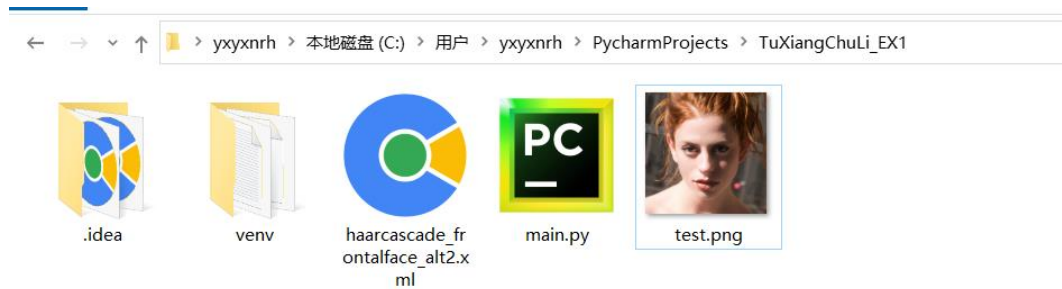 yxyxnrh > 本地磁盘 (C:) > 用户 > yxyxnrh > PycharmProjects > TuXiangChuLi_EX1
PC
.idea
venv
haarcascade_fr
ontalface_alt2.x
ml
main.py
test.png